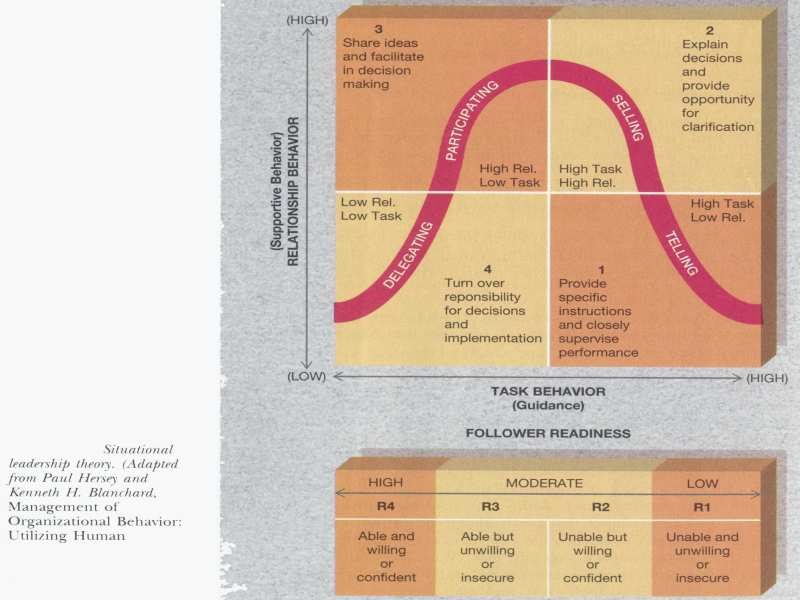 (HIGH)
3
Share ideas
and facilitate
in decision
making
2
Explain
decisions
and
provide
opportunity
for
clarification
PARTICIPATING
SELLING
High Rel.
Low Task
High Task
High Rel.
Low Rel.
Low Task
High Task
Low Rel.
DELEGATING
TELLING
4
Turn over
reponsibility
for decisions
and
implementation
1
Provide
specific
instructions
and closely
supervise
performance
(Supportive Behavior)
RELATIONSHIP BEHAVIOR
(LOW)
(HIGH)
TASK BEHAVIOR
(Guidance)
FOLLOWER READINESS
HIGH
MODERATE
LOW
R4
R3
R2
R1
Able and
willing
or
confident
Able but
unwilling
or
insecure
Unable but
willing
or
confident
Unable and
unwilling
or
insecure
Situational
leadership theory. (Adapted
from Paul Hersey and
Kenneth H. Blanchard,
Management of
Organizational Behavior:
Utilizing Human